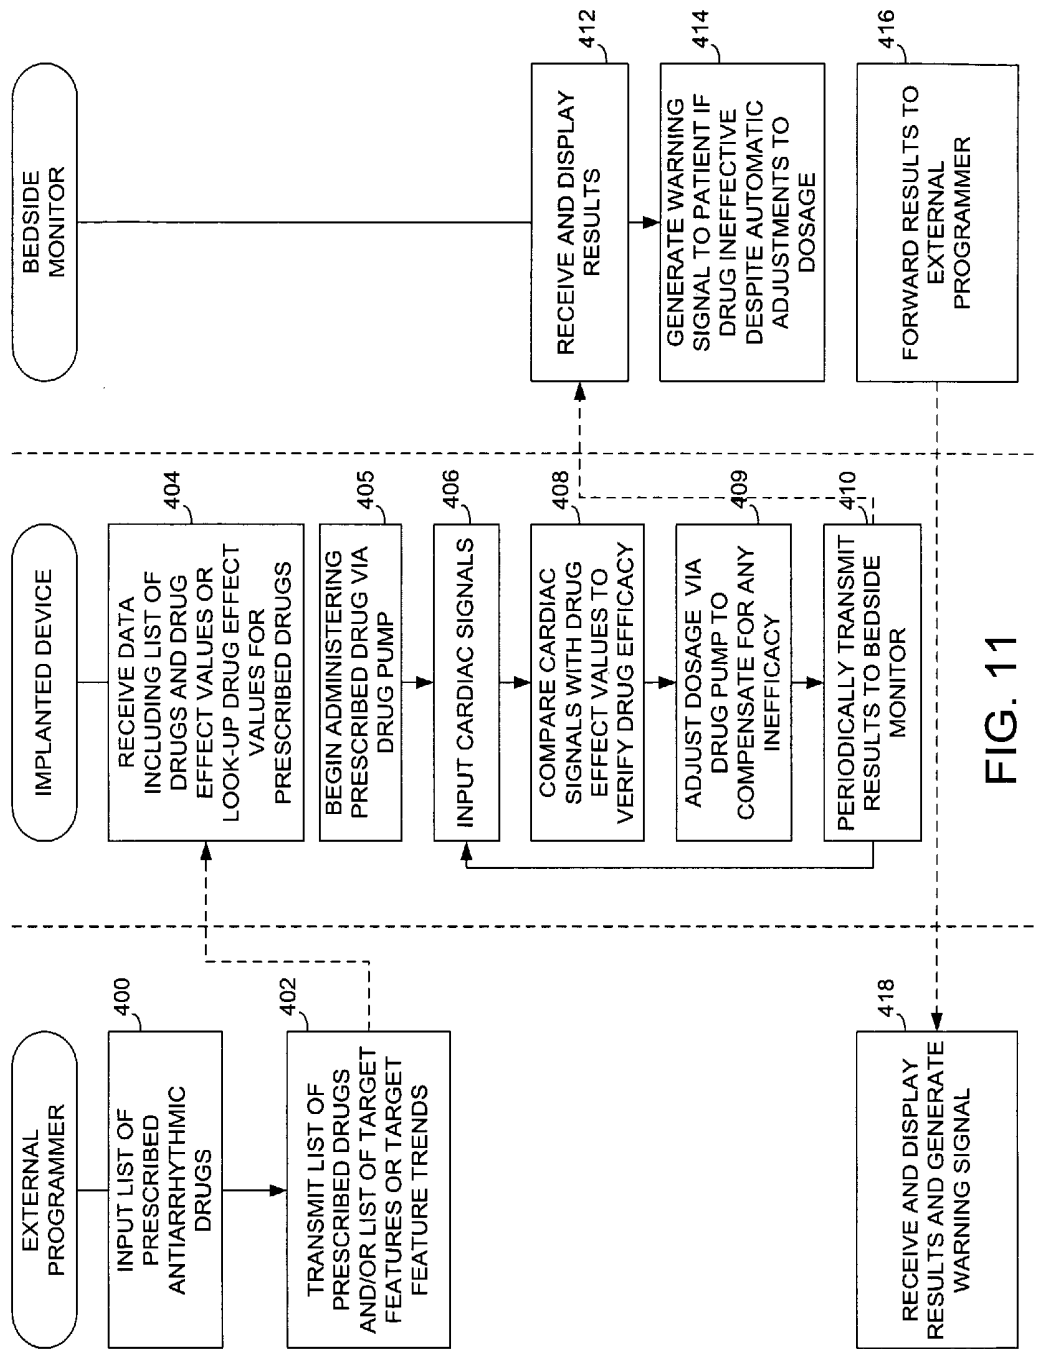 EXTERNAL
PROGRAMMER
400
INPUT LIST OF
PRESCRIBED
ANTIARRHYTHMIC
DRUGS
402
TRANSMIT LIST OF
PRESCRIBED DRUGS
AND/OR LIST OF TARGET
FEATURES OR TARGET
FEATURE TRENDS
418
RECEIVE AND DISPLAY
RESULTS AND GENERATE
WARNING SIGNAL
IMPLANTED DEVICE
404
RECEIVE DATA
INCLUDING LIST OF
DRUGS AND DRUG
EFFECT VALUES OR
LOOK-UP DRUG EFFECT
VALUES FOR
PRESCRIBED DRUGS
405
BEGIN ADMINISTERING
PRESCRIBED DRUG VIA
DRUG PUMP
406
INPUT CARDIAC SIGNALS
408
COMPARE CARDIAC
SIGNALS WITH DRUG
EFFECT VALUES TO
VERIFY DRUG EFFICACY
409
ADJUST DOSAGE VIA
DRUG PUMP TO
COMPENSATE FOR ANY
INEFFICACY
410
PERIODICALLY TRANSMIT
RESULTS TO BEDSIDE
MONITOR
BEDSIDE
MONITOR
412
RECEIVE AND DISPLAY
RESULTS
414
GENERATE WARNING
SIGNAL TO PATIENT IF
DRUG INEFFECTIVE
DESPITE AUTOMATIC
ADJUSTMENTS TO
DOSAGE
416
FORWARD RESULTS TO
EXTERNAL
PROGRAMMER
FIG. 11